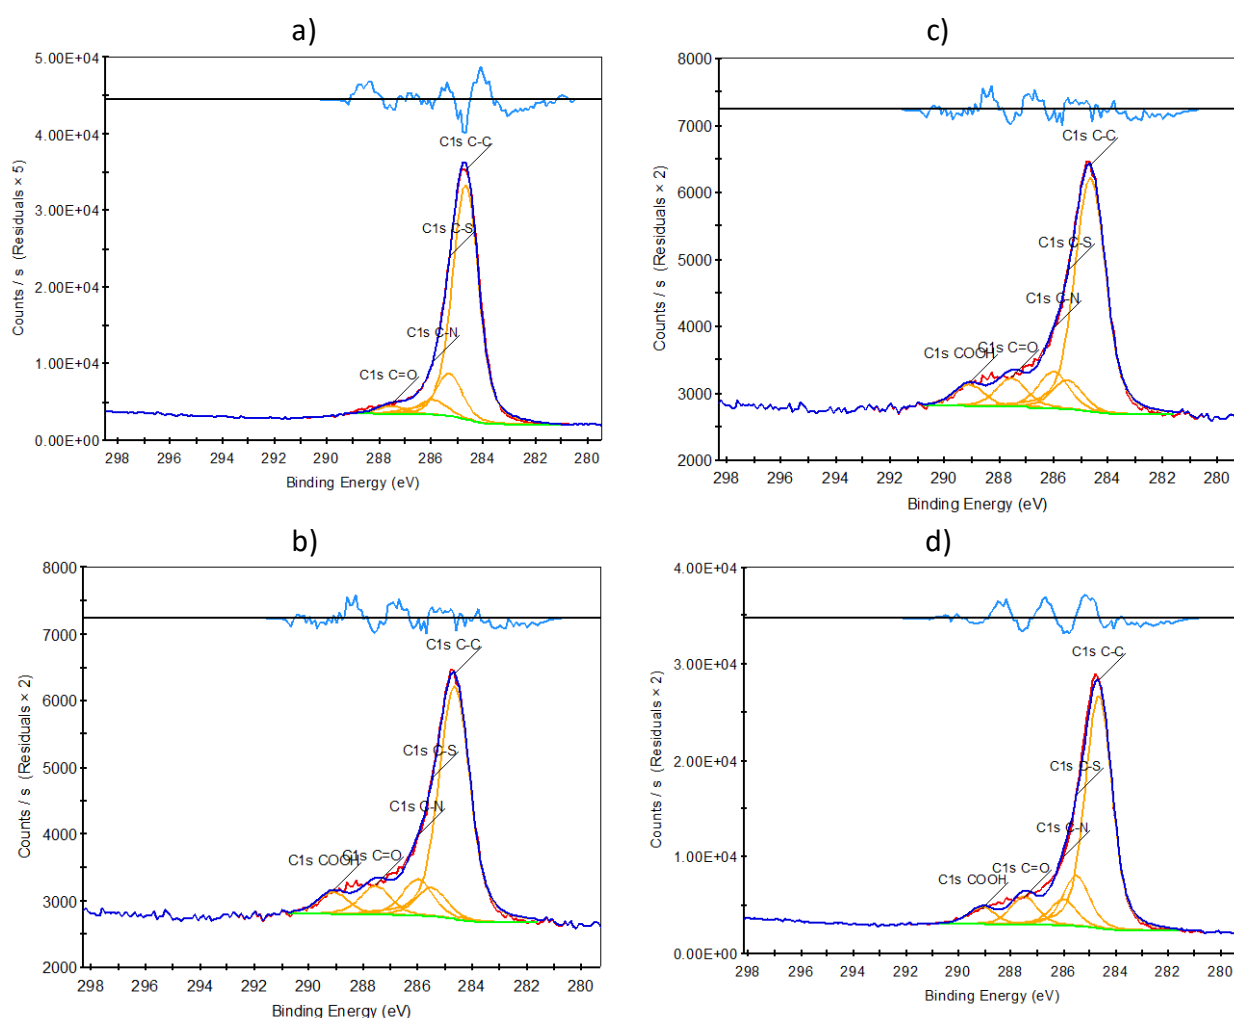 a)
5.00E+04
4.00E+04
3.00E+04
2.00E+04
1.00E+04
0.00E+00
Counts / s (Residuals × 5)
C1s C-C
C1s C-S
C1s C-N
C1s C=O
298 296 294 292 290 288 286 284 282 280
Binding Energy (eV)
c)
8000
7000
6000
5000
4000
3000
2000
Counts / s (Residuals × 2)
C1s C-C
C1s C-S
C1s C-N
C1s COOH
C1s C=O
298 296 294 292 290 288 286 284 282 280
Binding Energy (eV)
b)
8000
7000
6000
5000
4000
3000
2000
Counts / s (Residuals × 2)
C1s C-C
C1s C-S
C1s C-N
C1s COOH
C1s C=O
298 296 294 292 290 288 286 284 282 280
Binding Energy (eV)
d)
4.00E+04
3.00E+04
2.00E+04
1.00E+04
0.00E+00
Counts / s (Residuals × 2)
C1s C-C
C1s C-S
C1s C-N
C1s C=O
C1s COOH
298 296 294 292 290 288 286 284 282 280
Binding Energy (eV)